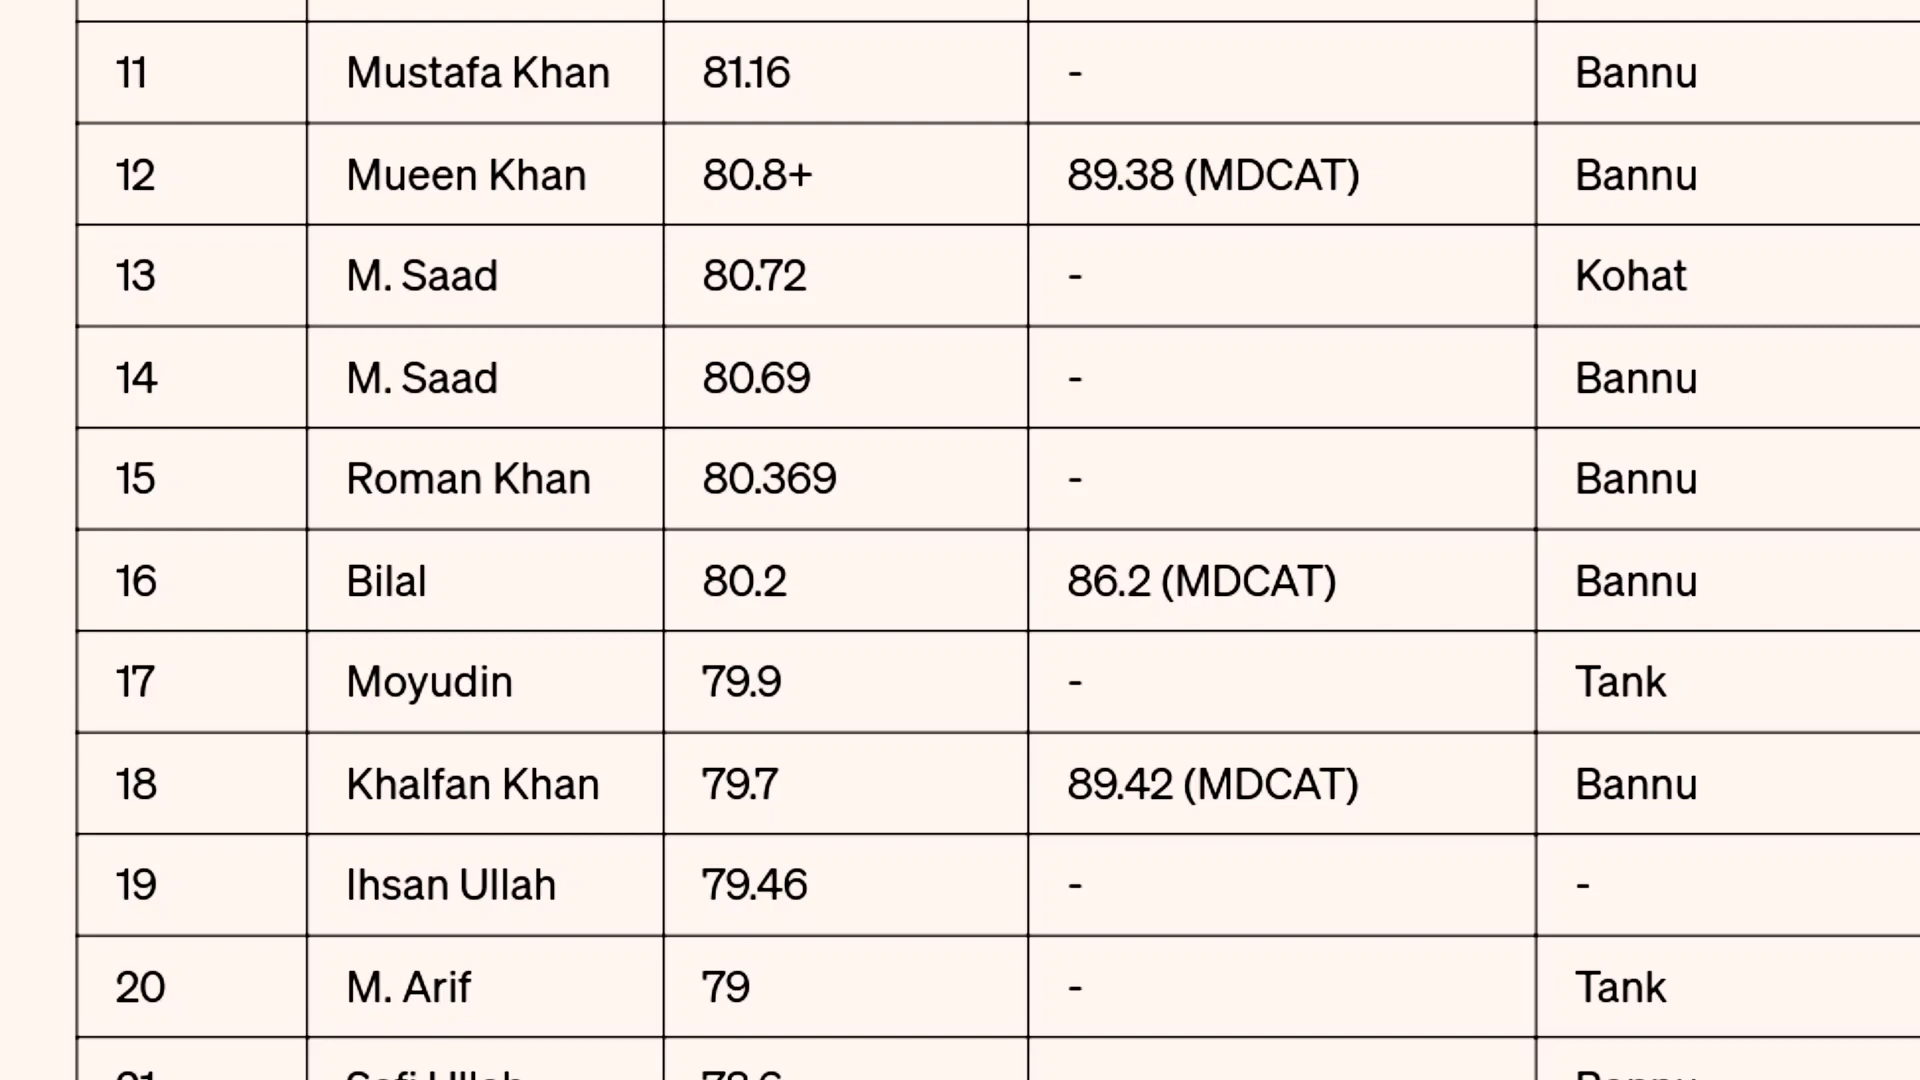 11 Mustafa Khan 81.16 - Bannu
12 Mueen Khan 80.8+ 89.38 (MDCAT) Bannu
13 M. Saad 80.72 - Kohat
14 M. Saad 80.69 - Bannu
15 Roman Khan 80.369 - Bannu
16 Bilal 80.2 86.2 (MDCAT) Bannu
17 Moyudin 79.9 - Tank
18 Khalfan Khan 79.7 89.42 (MDCAT) Bannu
19 Ihsan Ullah 79.46 - -
20 M. Arif 79 - Tank